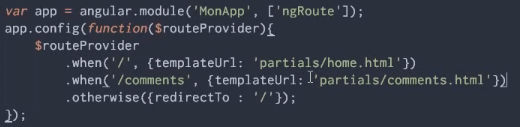 var app = angular.module('MonApp', ['ngRoute']);
app.config(function($routeProvider){
    $routeProvider
        .when('/', {templateUrl: 'partials/home.html'})
        .when('/comments', {templateUrl: 'partials/comments.html'})
        .otherwise({redirectTo : '/'});
});